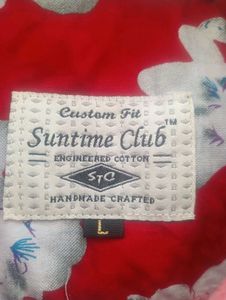 Custom Fit
Suntime Club™
ENGINEERED COTTON
STC
HANDMADE CRAFTED
L